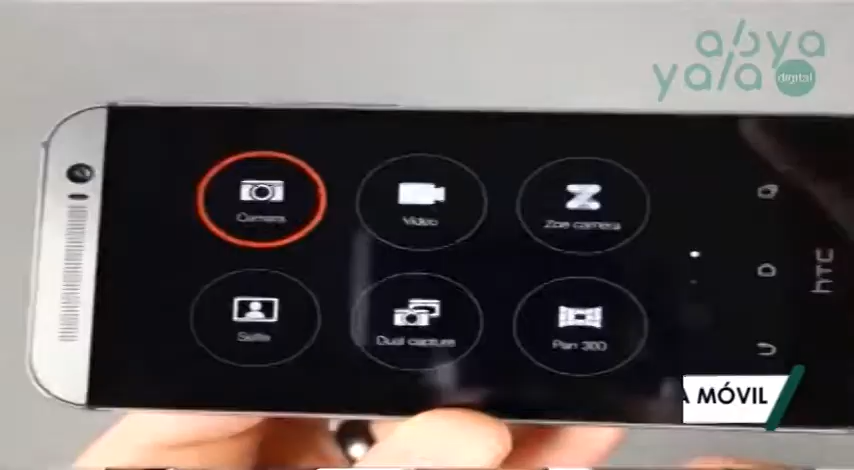 abya
yala digital
Camera
Video
Zoe camera
Selfie
Dual capture
Pan 360
hTC
A MÓVIL